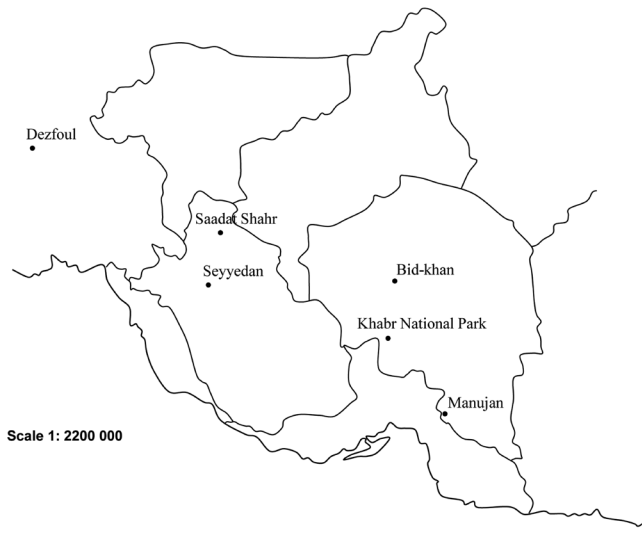 Dezfoul
Saadat Shahr
Seyyedan
Bid-khan
Khabr National Park
Manujan
Scale 1: 2200 000